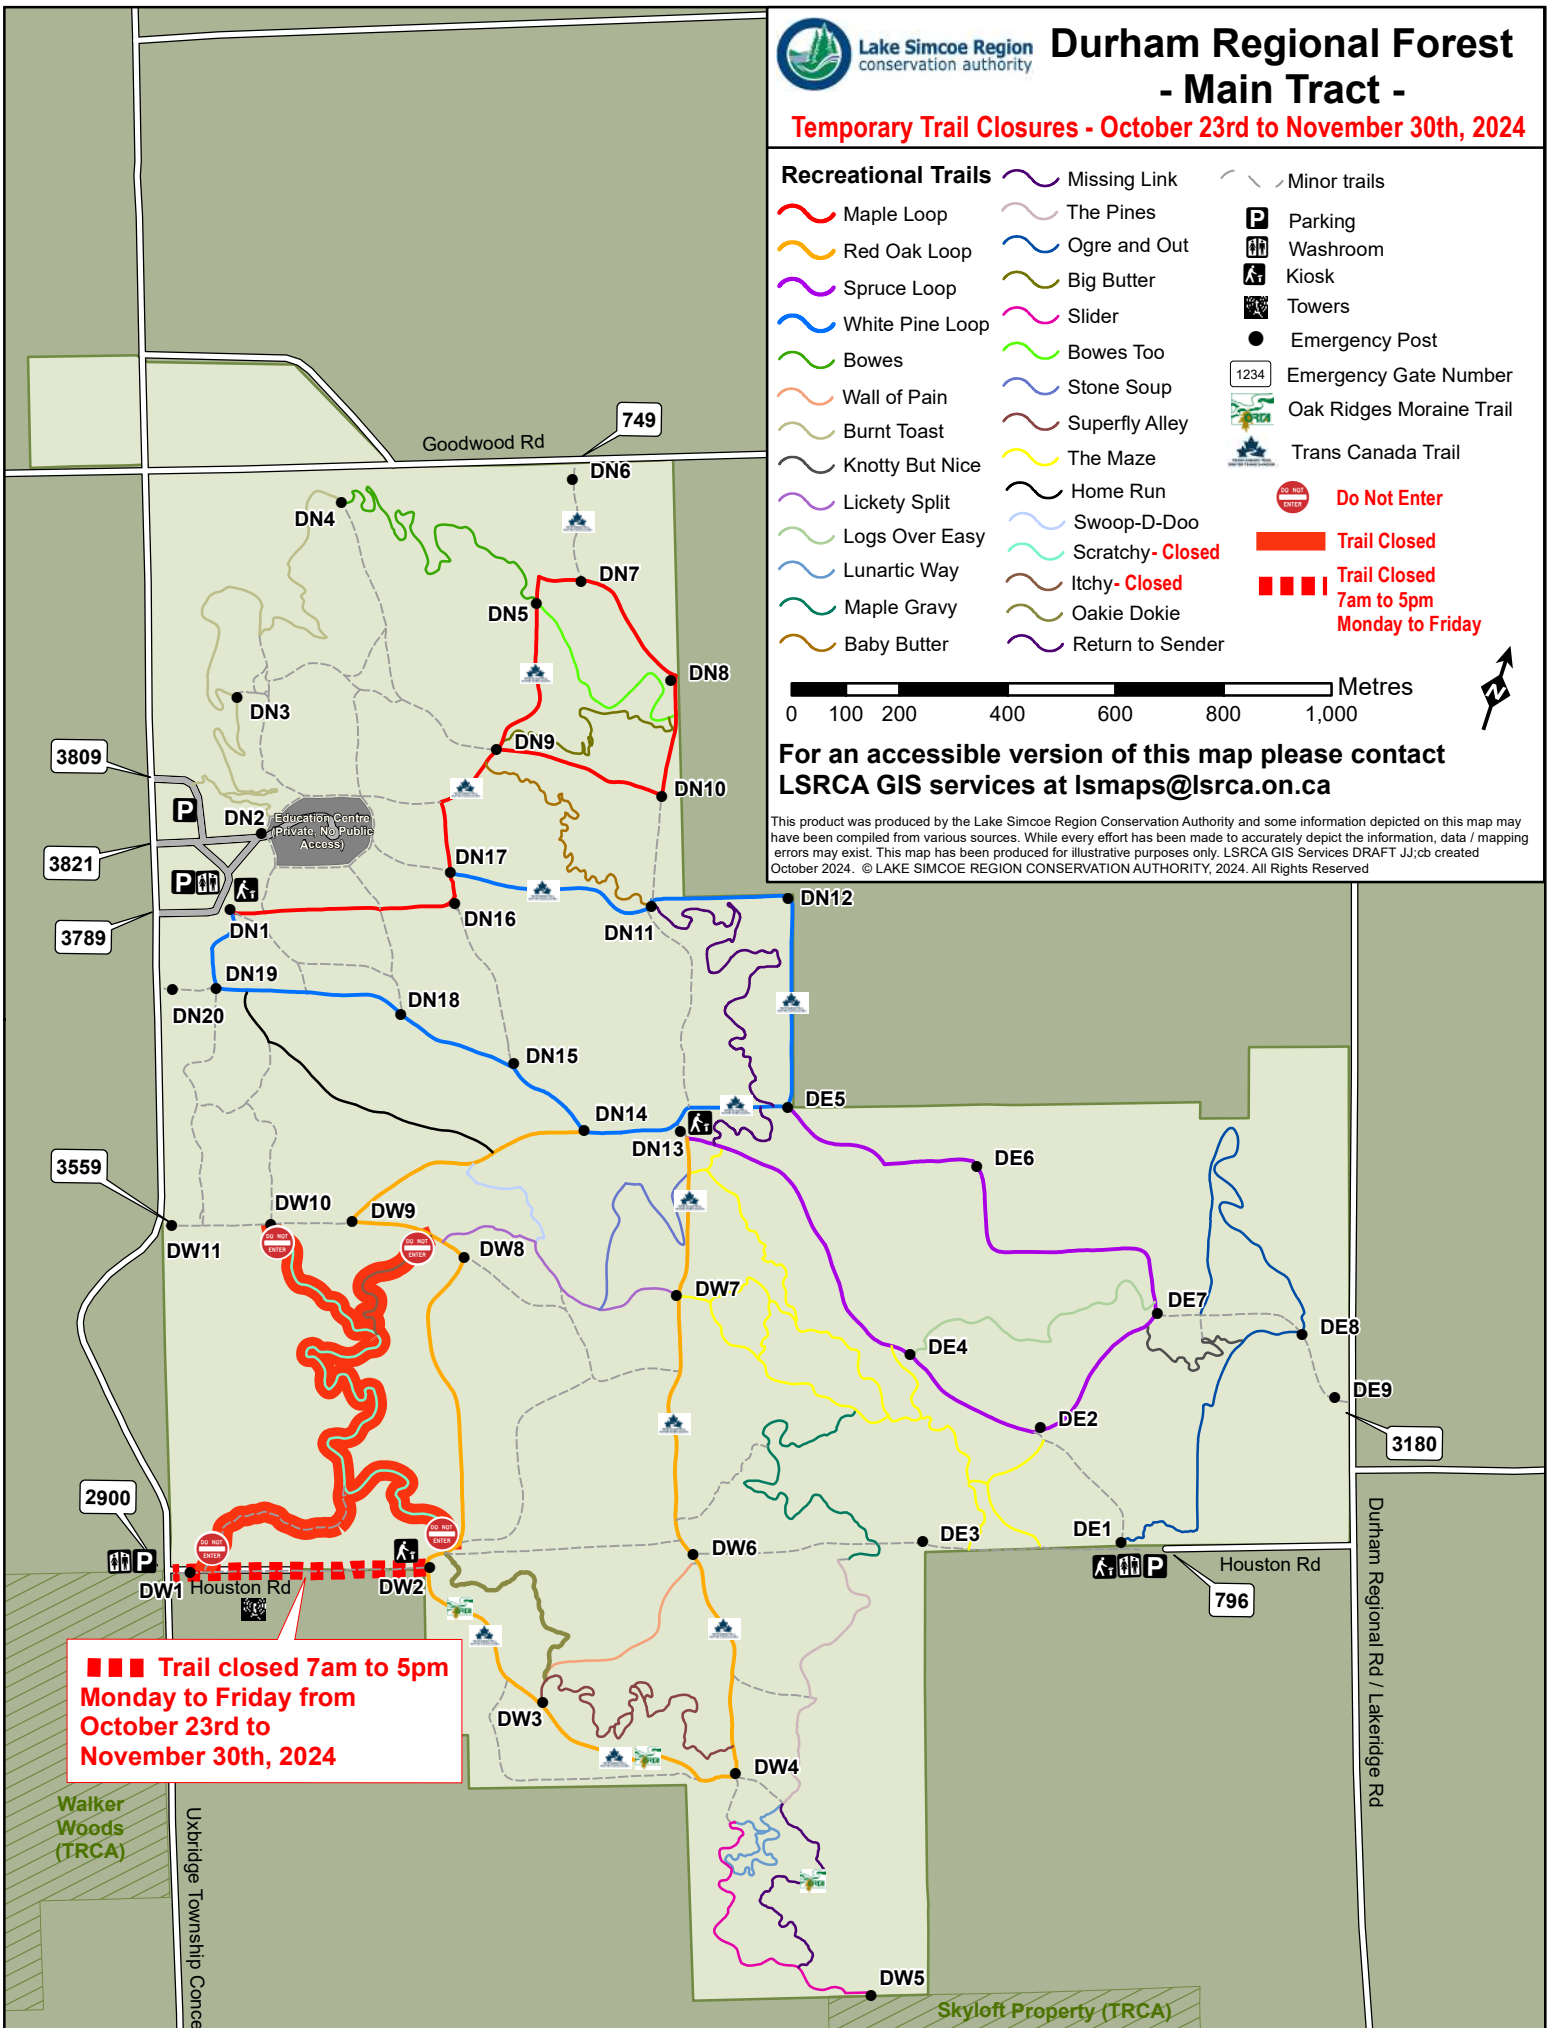 Lake Simcoe Region
conservation authority
Durham Regional Forest
- Main Tract -
Temporary Trail Closures - October 23rd to November 30th, 2024
Recreational Trails
Maple Loop
Red Oak Loop
Spruce Loop
White Pine Loop
Bowes
Wall of Pain
Burnt Toast
Knotty But Nice
Lickety Split
Logs Over Easy
Lunartic Way
Maple Gravy
Baby Butter
Missing Link
The Pines
Ogre and Out
Big Butter
Slider
Bowes Too
Stone Soup
Superfly Alley
The Maze
Home Run
Swoop-D-Doo
Scratchy- Closed
Itchy- Closed
Oakie Dokie
Return to Sender
Minor trails
P Parking
Washroom
Kiosk
Towers
Emergency Post
1234 Emergency Gate Number
Oak Ridges Moraine Trail
Trans Canada Trail
DO NOT
ENTER
Do Not Enter
Trail Closed
Trail Closed
7am to 5pm
Monday to Friday
N
Metres
0 100 200 400 600 800 1,000
For an accessible version of this map please contact
LSRCA GIS services at lsmaps@lsrca.on.ca
This product was produced by the Lake Simcoe Region Conservation Authority and some information depicted on this map may
have been compiled from various sources. While every effort has been made to accurately depict the information, data / mapping
errors may exist. This map has been produced for illustrative purposes only. LSRCA GIS Services DRAFT JJ;cb created
October 2024. © LAKE SIMCOE REGION CONSERVATION AUTHORITY, 2024. All Rights Reserved
749
Goodwood Rd
DN6
DN4
DN7
DN5
DN8
DN3
DN9
3809
DN10
P
DN2
Education Centre
(Private, No Public
Access)
3821
DN17
P
DN12
DN16
DN11
3789
DN1
DN19
DN20
DN18
DN15
DE5
DN14
DN13
3559
DE6
DW10
DW9
DO NOT
ENTER
DO NOT
ENTER
DW11
DW8
DW7
DE7
DE8
DE4
DE9
DE2
3180
2900
DO NOT
ENTER
DO NOT
ENTER
DE3
DE1
DW6
P
P
Houston Rd
DW1
Houston Rd
DW2
796
Durham Regional Rd / Lakeridge Rd
Trail closed 7am to 5pm
Monday to Friday from
October 23rd to
November 30th, 2024
DW3
DW4
Walker
Woods
(TRCA)
Uxbridge Township Conce
DW5
Skyloft Property (TRCA)